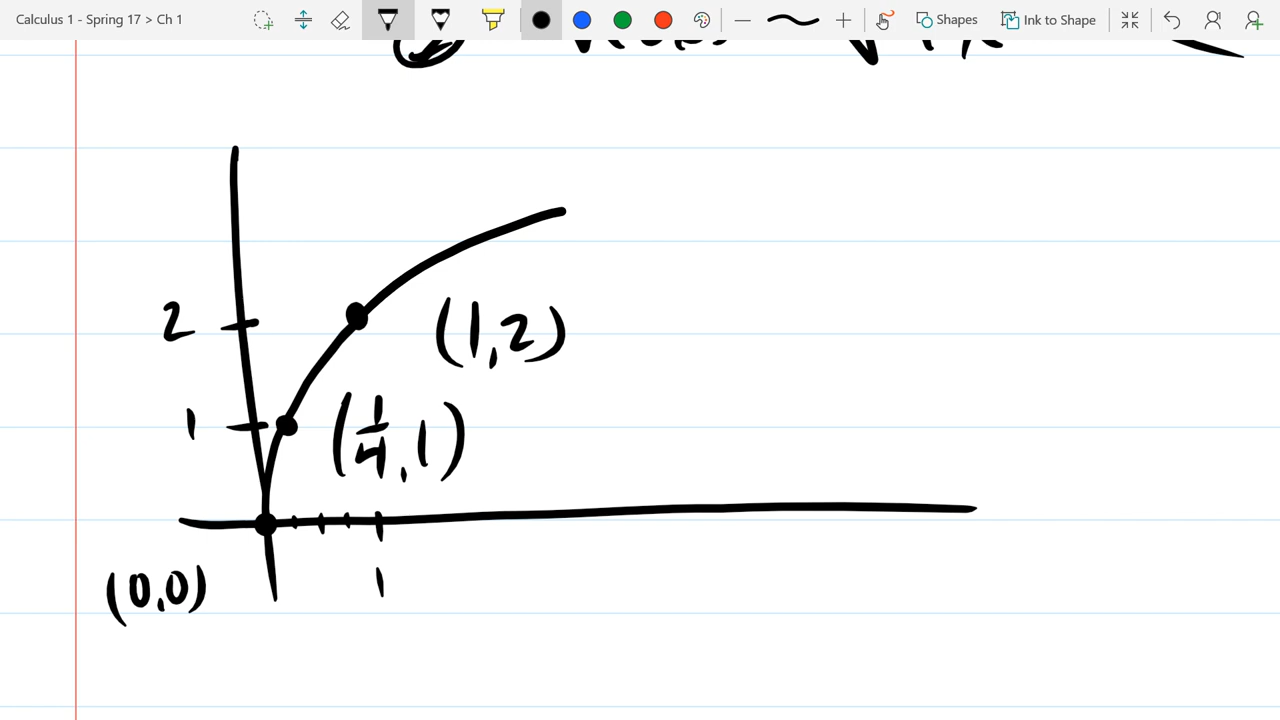 Calculus 1 - Spring 17 > Ch 1
Shapes
Ink to Shape
2
(1,2)
1
(1/4,1)
(0,0)
1